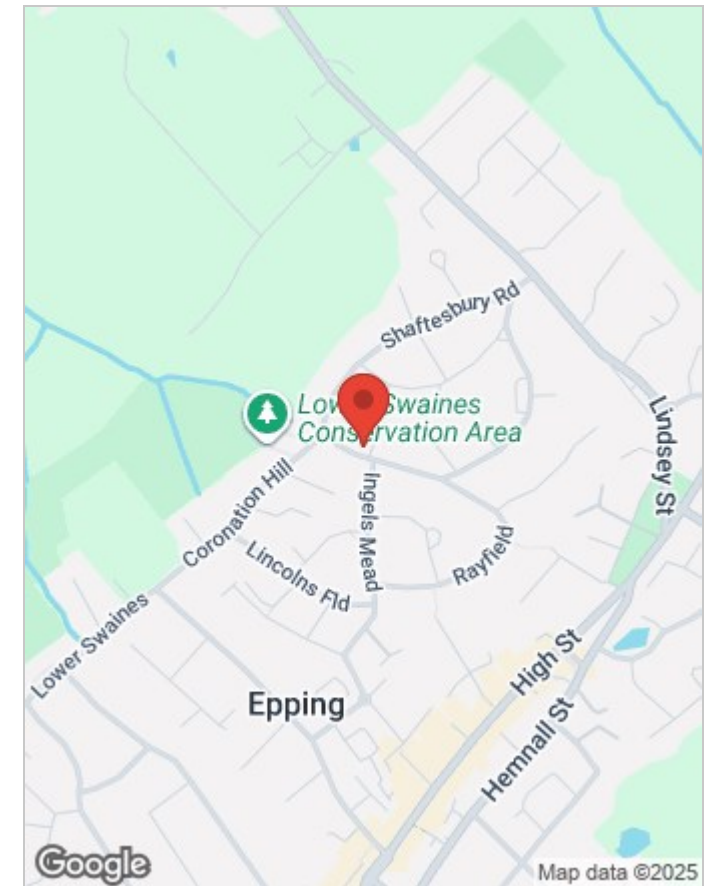 Shaftesbury Rd
Lower Swaines
Conservation Area
Lindsey St
Coronation Hill
Ingels Mead
Lincolns Fld
Rayfield
Lower Swaines
High St
Epping
Hemnall St
Google
Map data ©2025